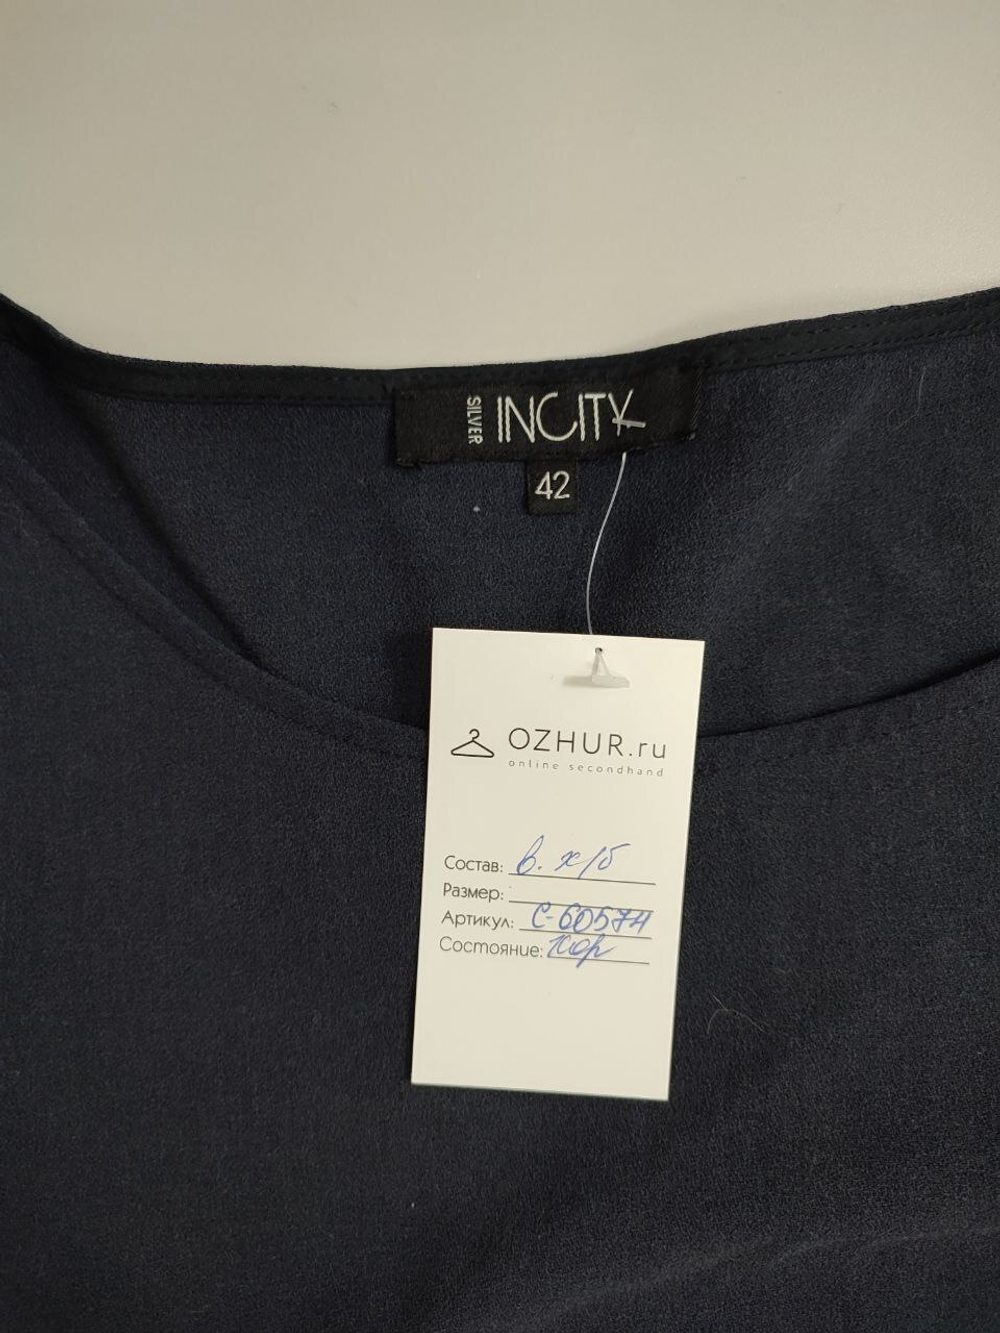 SILVER INCITY
42
OZHUR.ru
online secondhand
Состав: в. х/б
Размер:
Артикул: С-60574
Состояние: хор